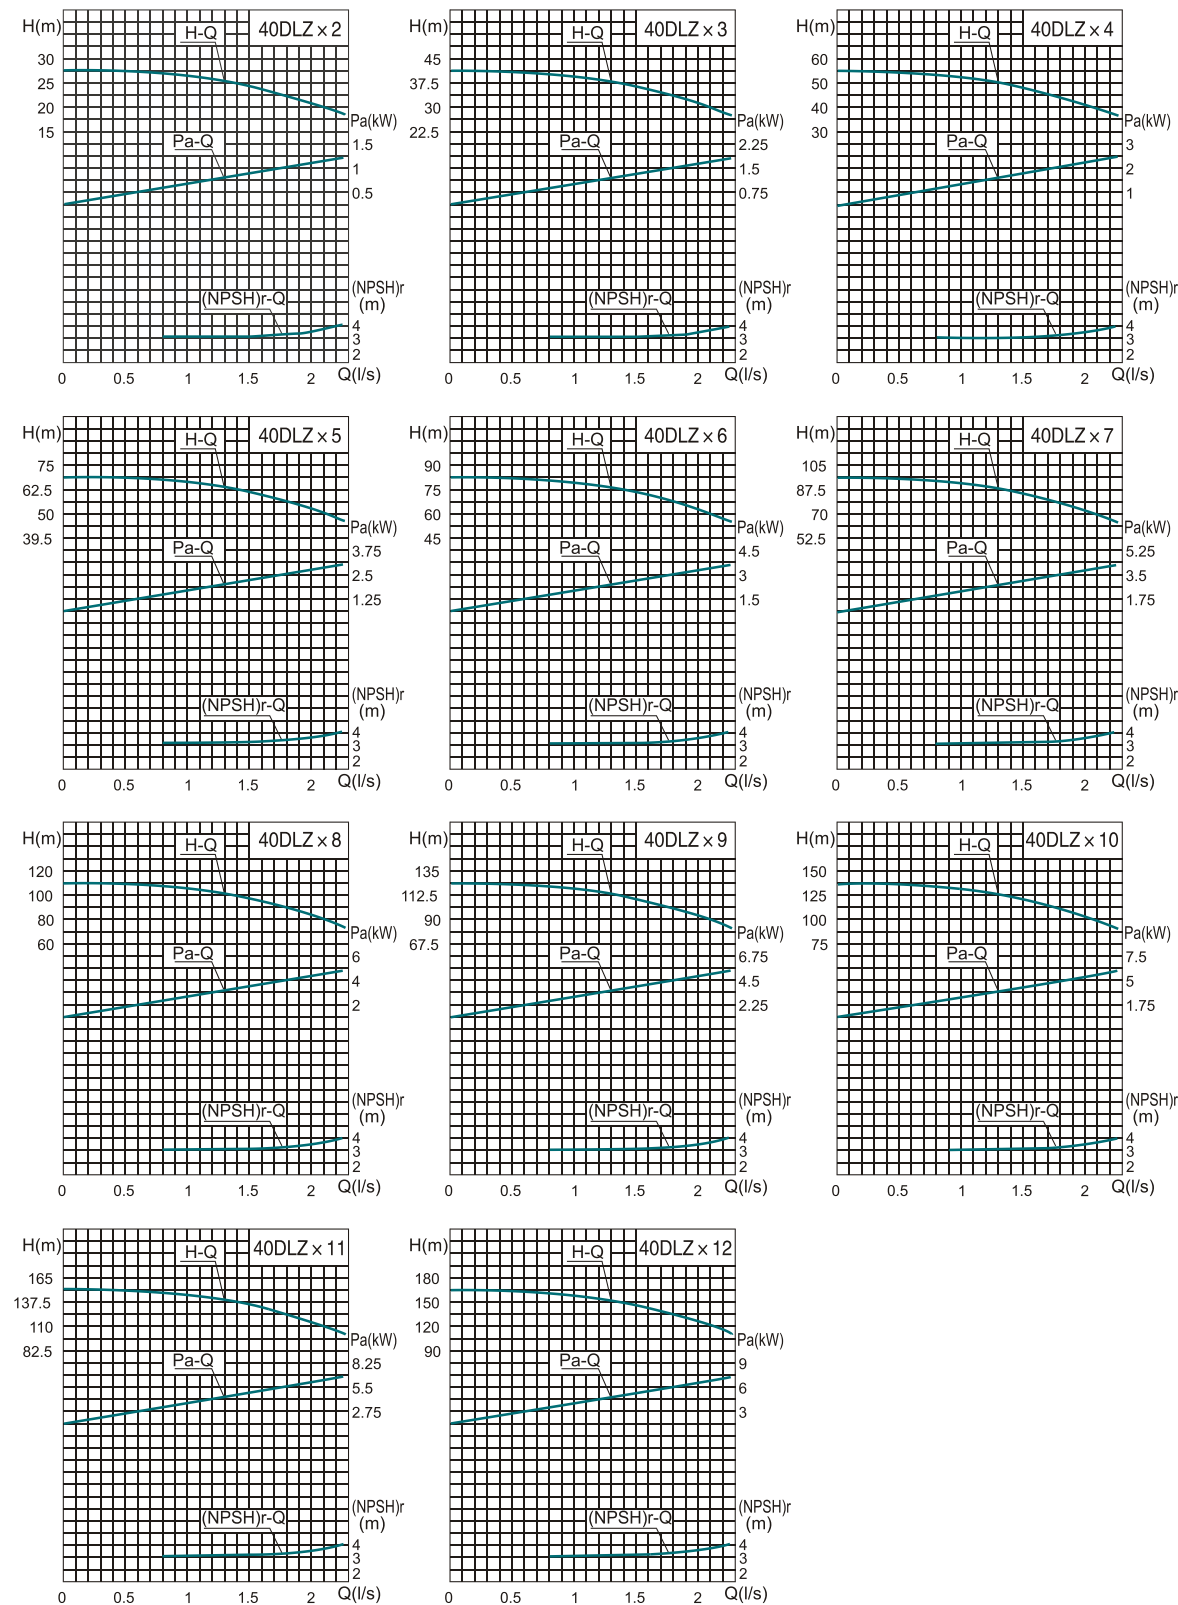 H(m) H-Q 40DLZ × 2
30
25
20
15
Pa(kW)
Pa-Q
1.5
1
0.5
(NPSH)r
(m)
(NPSH)r-Q
4
3
2
0 0.5 1 1.5 2 Q(l/s)
H(m) H-Q 40DLZ × 3
45
37.5
30
22.5
Pa(kW)
Pa-Q
2.25
1.5
0.75
(NPSH)r
(m)
(NPSH)r-Q
4
3
2
0 0.5 1 1.5 2 Q(l/s)
H(m) H-Q 40DLZ × 4
60
50
40
30
Pa(kW)
Pa-Q
3
2
1
(NPSH)r
(m)
(NPSH)r-Q
4
3
2
0 0.5 1 1.5 2 Q(l/s)
H(m) H-Q 40DLZ × 5
75
62.5
50
39.5
Pa(kW)
Pa-Q
3.75
2.5
1.25
(NPSH)r
(m)
(NPSH)r-Q
4
3
2
0 0.5 1 1.5 2 Q(l/s)
H(m) H-Q 40DLZ × 6
90
75
60
45
Pa(kW)
Pa-Q
4.5
3
1.5
(NPSH)r
(m)
(NPSH)r-Q
4
3
2
0 0.5 1 1.5 2 Q(l/s)
H(m) H-Q 40DLZ × 7
105
87.5
70
52.5
Pa(kW)
Pa-Q
5.25
3.5
1.75
(NPSH)r
(m)
(NPSH)r-Q
4
3
2
0 0.5 1 1.5 2 Q(l/s)
H(m) H-Q 40DLZ × 8
120
100
80
60
Pa(kW)
Pa-Q
6
4
2
(NPSH)r
(m)
(NPSH)r-Q
4
3
2
0 0.5 1 1.5 2 Q(l/s)
H(m) H-Q 40DLZ × 9
135
112.5
90
67.5
Pa(kW)
Pa-Q
6.75
4.5
2.25
(NPSH)r
(m)
(NPSH)r-Q
4
3
2
0 0.5 1 1.5 2 Q(l/s)
H(m) H-Q 40DLZ × 10
150
125
100
75
Pa(kW)
Pa-Q
7.5
5
1.75
(NPSH)r
(m)
(NPSH)r-Q
4
3
2
0 0.5 1 1.5 2 Q(l/s)
H(m) H-Q 40DLZ × 11
165
137.5
110
82.5
Pa(kW)
Pa-Q
8.25
5.5
2.75
(NPSH)r
(m)
(NPSH)r-Q
4
3
2
0 0.5 1 1.5 2 Q(l/s)
H(m) H-Q 40DLZ × 12
180
150
120
90
Pa(kW)
Pa-Q
9
6
3
(NPSH)r
(m)
(NPSH)r-Q
4
3
2
0 0.5 1 1.5 2 Q(l/s)